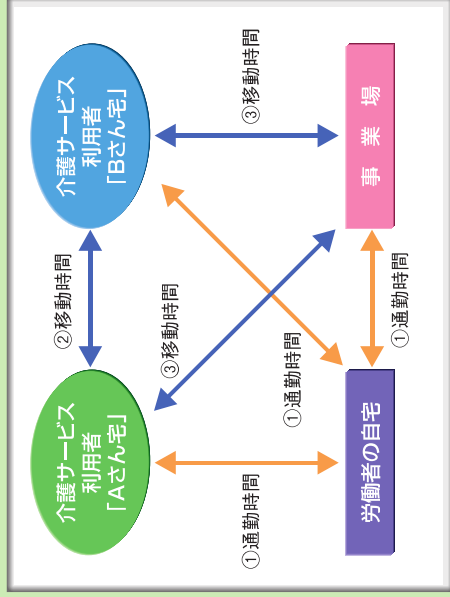 介護サービス
利用者
「Aさん宅」
②移動時間
介護サービス
利用者
「Bさん宅」
①通勤時間
③移動時間
①通勤時間
③移動時間
労働者の自宅
①通勤時間
事業場